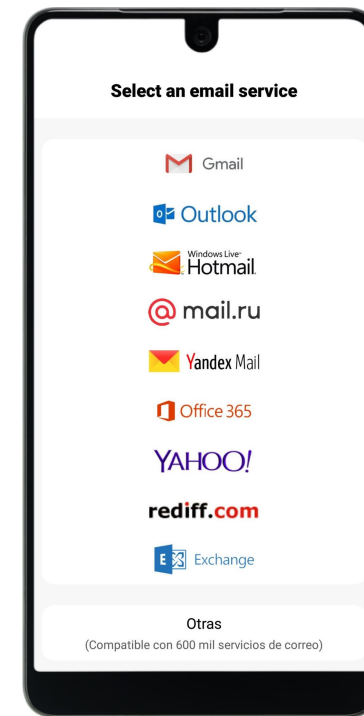 Select an email service
Gmail
Outlook
Windows Live™
Hotmail
@ mail.ru
Yandex Mail
Office 365
YAHOO!
rediff.com
Exchange
Otras
(Compatible con 600 mil servicios de correo)